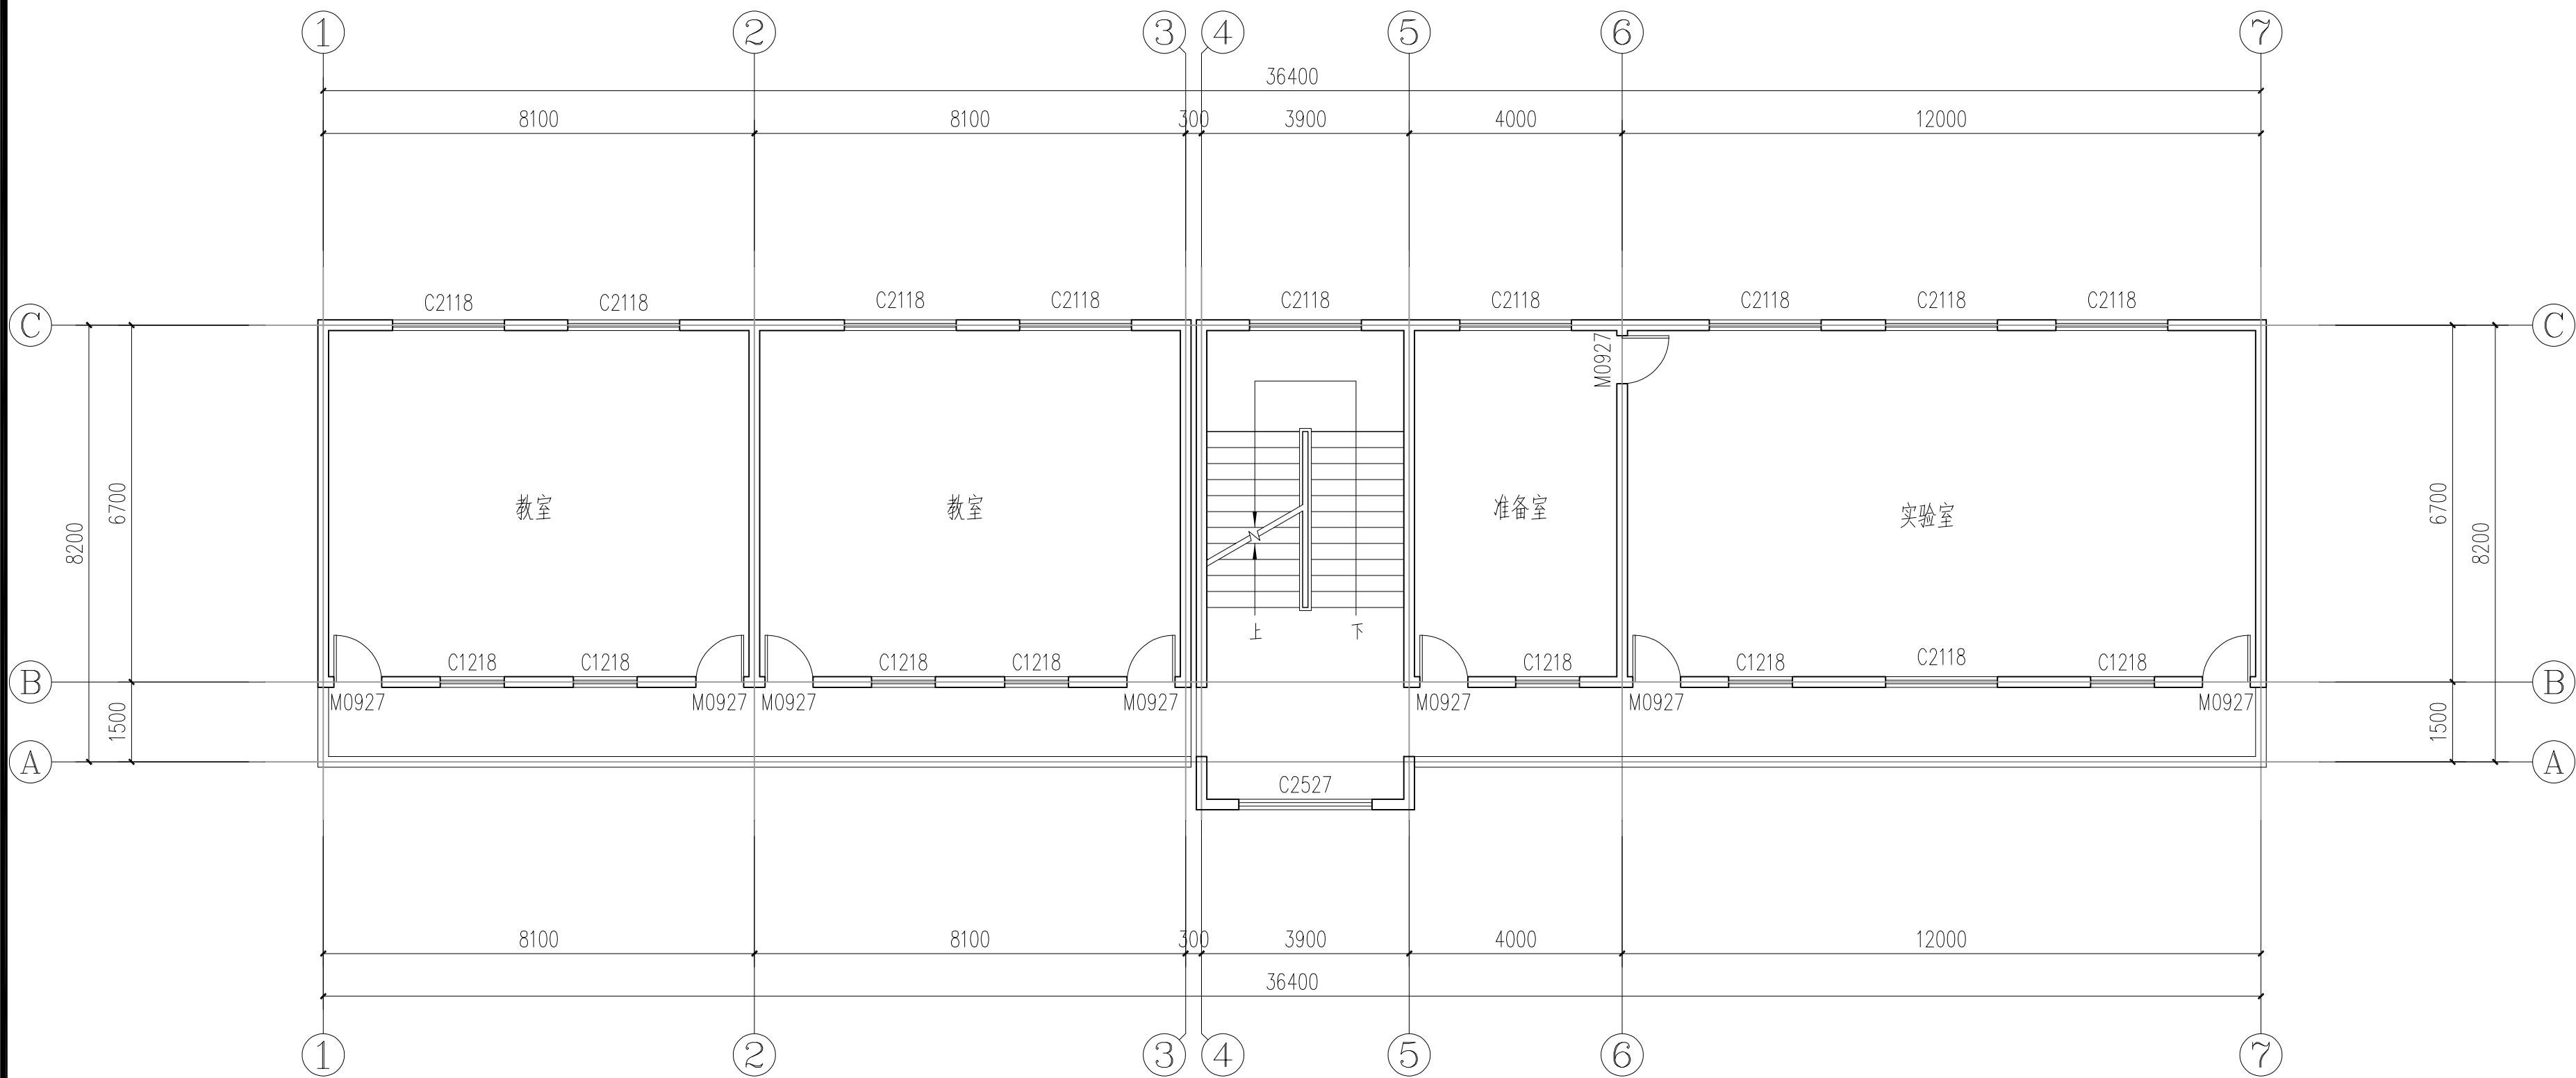 1 2 3 4 5 6 7
36400
8100 8100 300 3900 4000 12000
C2118 C2118 C2118 C2118 C2118 C2118 C2118 C2118 C2118
C C
M0927
6700 6700
8200 8200
教室 教室 准备室 实验室
上 下
C1218 C1218 C1218 C1218 C1218 C1218 C2118 C1218
B B
M0927 M0927 M0927 M0927 M0927 M0927 M0927
1500 1500
A A
C2527
8100 8100 300 3900 4000 12000
36400
1 2 3 4 5 6 7